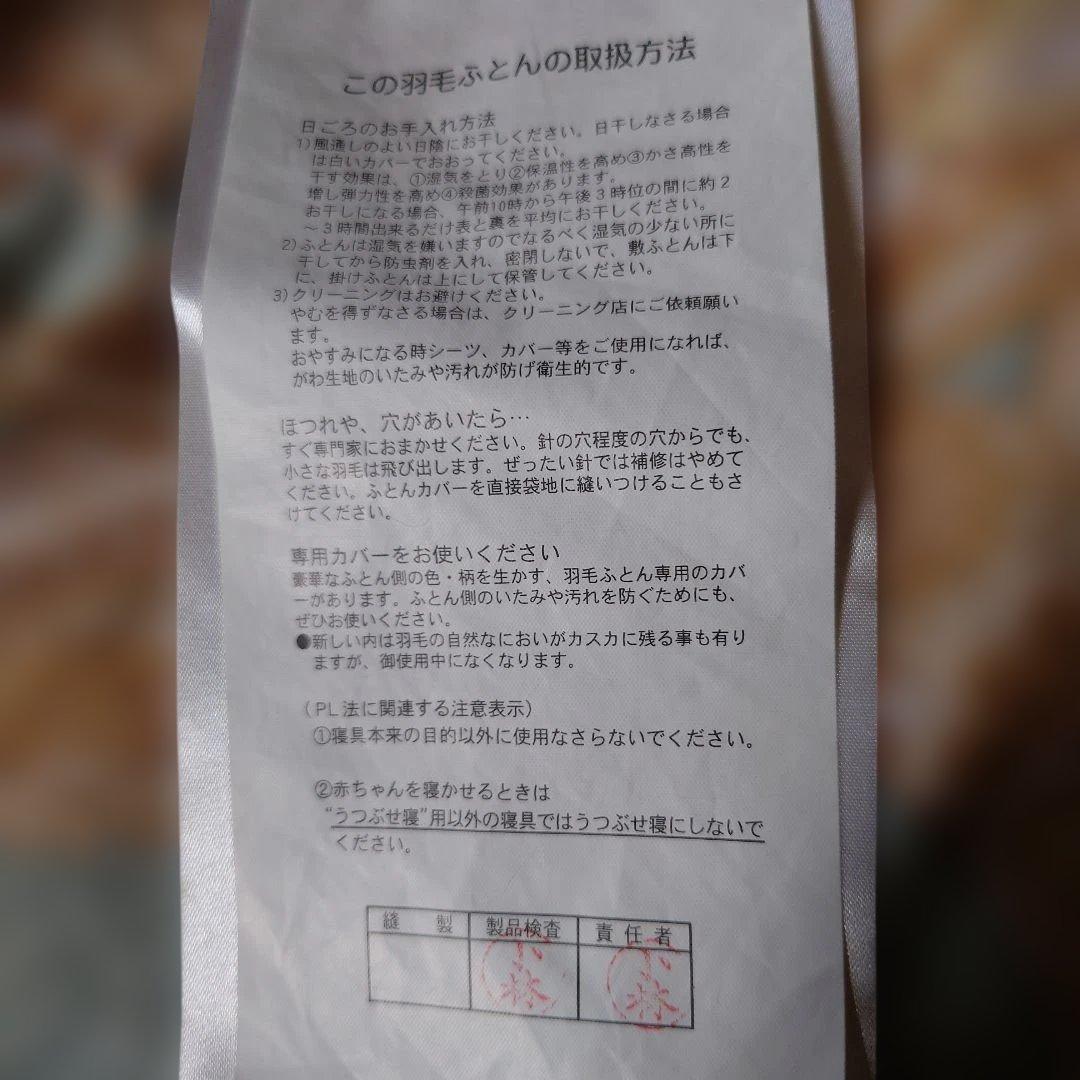 この羽毛ふとんの取扱方法
日ごろのお手入れ方法
1)風通しのよい日陰にお干しください。日干しなさる場合
は白いカバーでおおってください。
干す効果は、①湿気をとり②保温性を高め③かさ高性を
増し弾力性を高め④殺菌効果があります。
お干しになる場合、午前10時から午後3時位の間に約2
～3時間出来るだけ表と裏を平均にお干しください。
2)ふとんは湿気を嫌いますのでなるべく湿気の少ない所に
干してから防虫剤を入れ、密閉しないで、敷ふとんは下
に、掛けふとんは上にして保管してください。
3)クリーニングはお避けください。
やむを得ずなさる場合は、クリーニング店にご依頼願い
ます。
おやすみになる時シーツ、カバー等をご使用になれば、
がわ生地のいたみや汚れが防げ衛生的です。
ほつれや、穴があいたら…
すぐ専門家におまかせください。針の穴程度の穴からでも、
小さな羽毛は飛び出します。ぜったい針では補修はやめて
ください。ふとんカバーを直接袋地に縫いつけることもさ
けてください。
専用カバーをお使いください
豪華なふとん側の色・柄を生かす、羽毛ふとん専用のカバ
ーがあります。ふとん側のいたみや汚れを防ぐためにも、
ぜひお使いください。
●新しい内は羽毛の自然なにおいがカスカに残る事も有り
ますが、御使用中になくなります。
(PL法に関連する注意表示)
①寝具本来の目的以外に使用なさらないでください。
②赤ちゃんを寝かせるときは
"うつぶせ寝"用以外の寝具ではうつぶせ寝にしないで
ください。
縫 製 製品検査 責任者
小林 小林